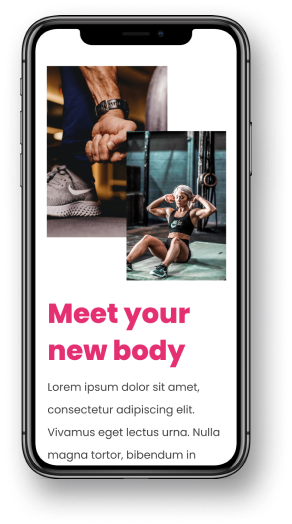 Meet your
new body
Lorem ipsum dolor sit amet,
consectetur adipiscing elit.
Vivamus eget lectus urna. Nulla
magna tortor, bibendum in